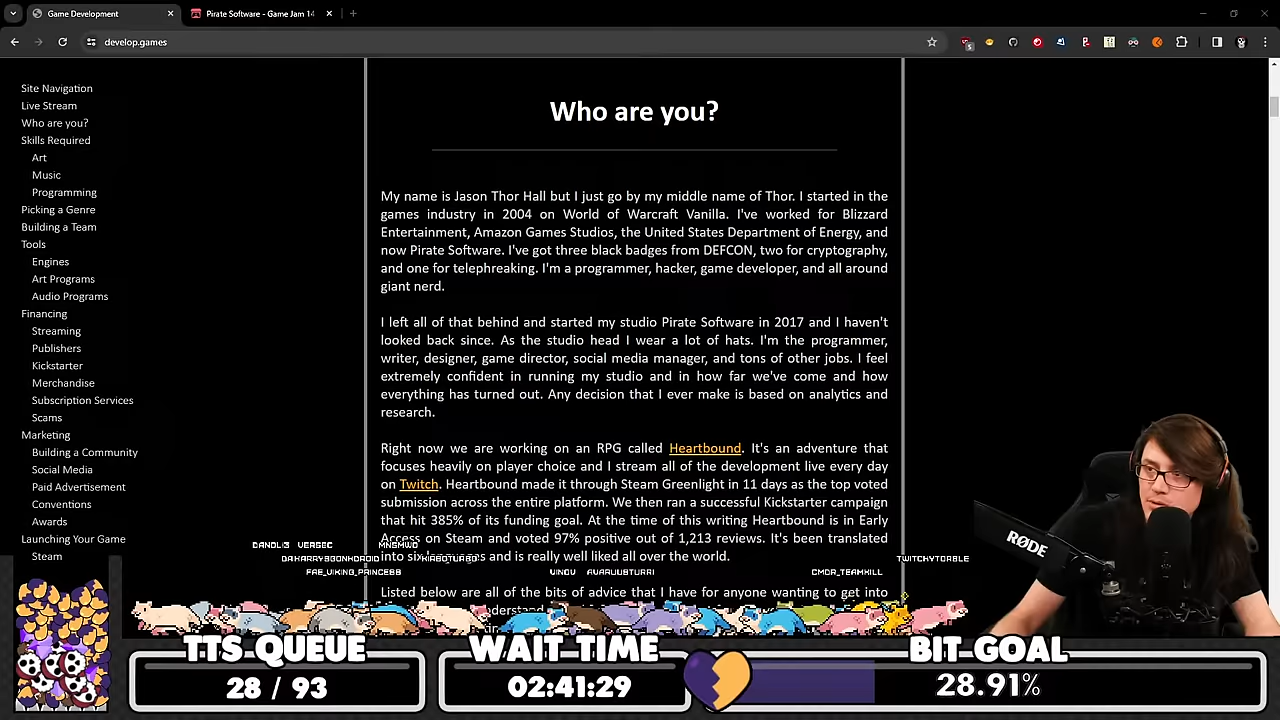 Game Development
Pirate Software - Game Jam 14
develop.games
Site Navigation
Live Stream
Who are you?
Skills Required
Art
Music
Programming
Picking a Genre
Building a Team
Tools
Engines
Art Programs
Audio Programs
Financing
Streaming
Publishers
Kickstarter
Merchandise
Subscription Services
Scams
Marketing
Building a Community
Social Media
Paid Advertisement
Conventions
Awards
Launching Your Game
Steam
Who are you?
My name is Jason Thor Hall but I just go by my middle name of Thor. I started in the
games industry in 2004 on World of Warcraft Vanilla. I've worked for Blizzard
Entertainment, Amazon Games Studios, the United States Department of Energy, and
now Pirate Software. I've got three black badges from DEFCON, two for cryptography,
and one for telephreaking. I'm a programmer, hacker, game developer, and all around
giant nerd.
I left all of that behind and started my studio Pirate Software in 2017 and I haven't
looked back since. As the studio head I wear a lot of hats. I'm the programmer,
writer, designer, game director, social media manager, and tons of other jobs. I feel
extremely confident in running my studio and in how far we've come and how
everything has turned out. Any decision that I ever make is based on analytics and
research.
Right now we are working on an RPG called Heartbound. It's an adventure that
focuses heavily on player choice and I stream all of the development live every day
on Twitch. Heartbound made it through Steam Greenlight in 11 days as the top voted
submission across the entire platform. We then ran a successful Kickstarter campaign
that hit 385% of its funding goal. At the time of this writing Heartbound is in Early
Access on Steam and voted 97% positive out of 1,213 reviews. It's been translated
into and is really well liked all over the world.
Listed below are all of the bits of advice that I have for anyone wanting to get into
TWITCHYTORBLE
FAE_VIKING_PRINCESS
VINOV
CMDR_TEAMKILL
RØDE
TTS QUEUE
28 / 93
WAIT TIME
02:41:29
BIT GOAL
28.91%